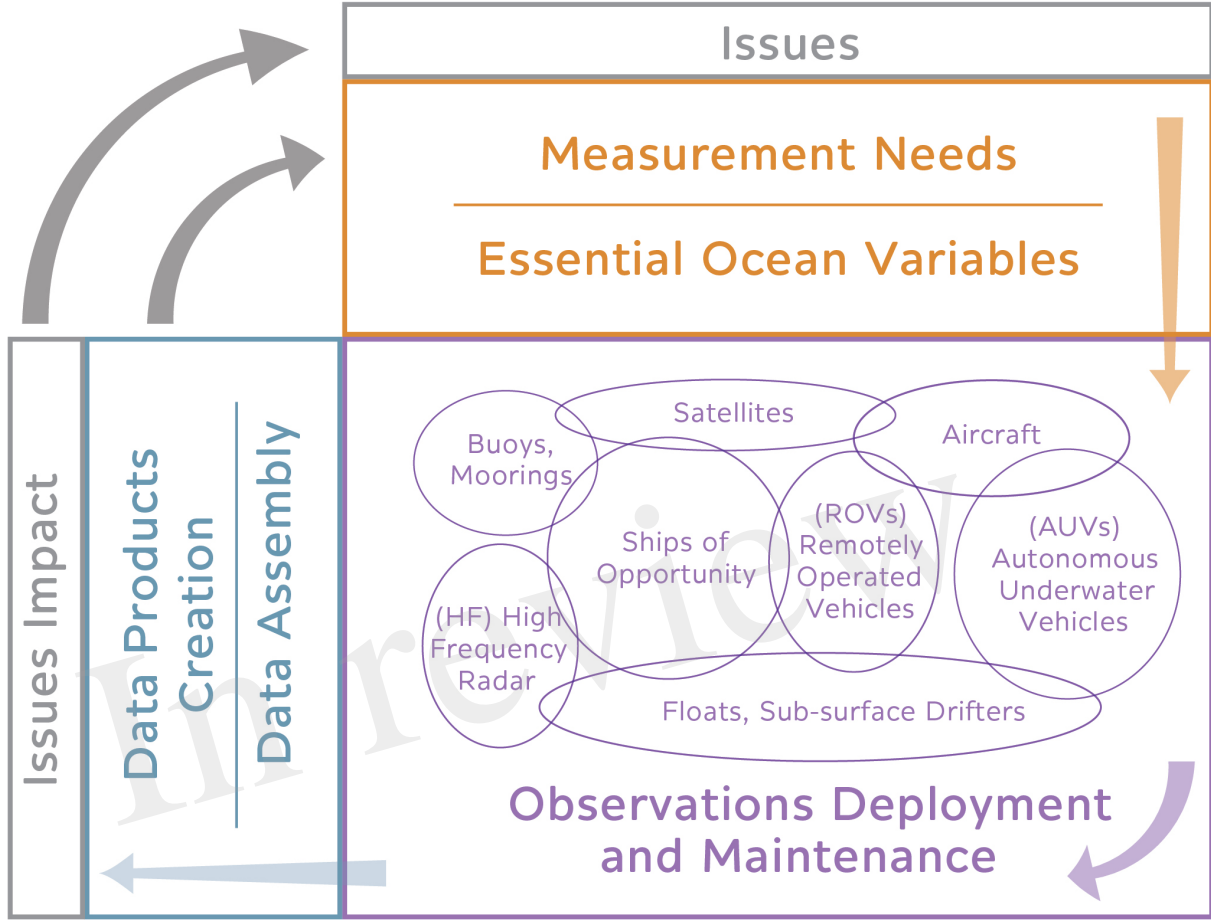 Issues
Measurement Needs
Essential Ocean Variables
Issues Impact
Data Products
Creation
Data Assembly
Satellites
Aircraft
Buoys,
Moorings
Ships of
Opportunity
(ROVs)
Remotely
Operated
Vehicles
(AUVs)
Autonomous
Underwater
Vehicles
(HF) High
Frequency
Radar
Floats, Sub-surface Drifters
Observations Deployment
and Maintenance
In review